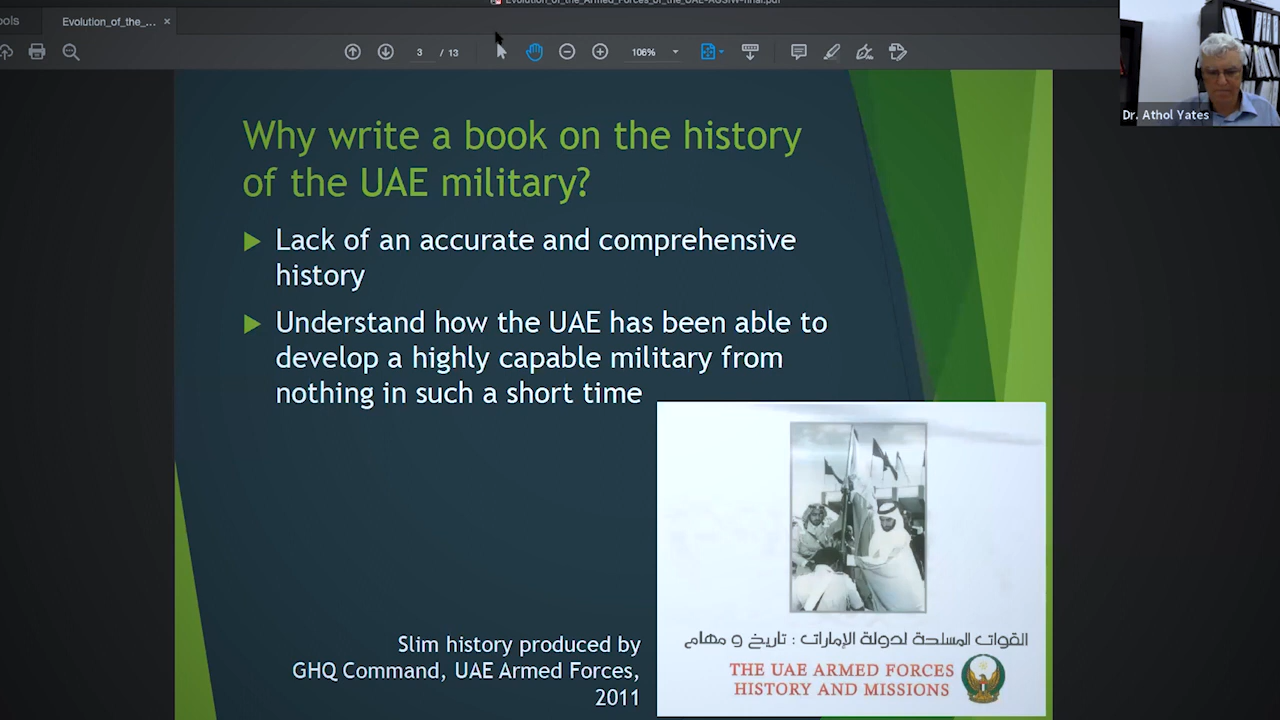 Evolution_of_the_Armed_Forces_of_the_UAE-AGSIW-final.pdf
ools
Evolution_of_the_... ×
3 / 13
106%
Dr. Athol Yates
Why write a book on the history
of the UAE military?
Lack of an accurate and comprehensive
history
Understand how the UAE has been able to
develop a highly capable military from
nothing in such a short time
Slim history produced by
GHQ Command, UAE Armed Forces,
2011
القوات المسلحة لدولة الإمارات : تاريخ و مهام
THE UAE ARMED FORCES
HISTORY AND MISSIONS